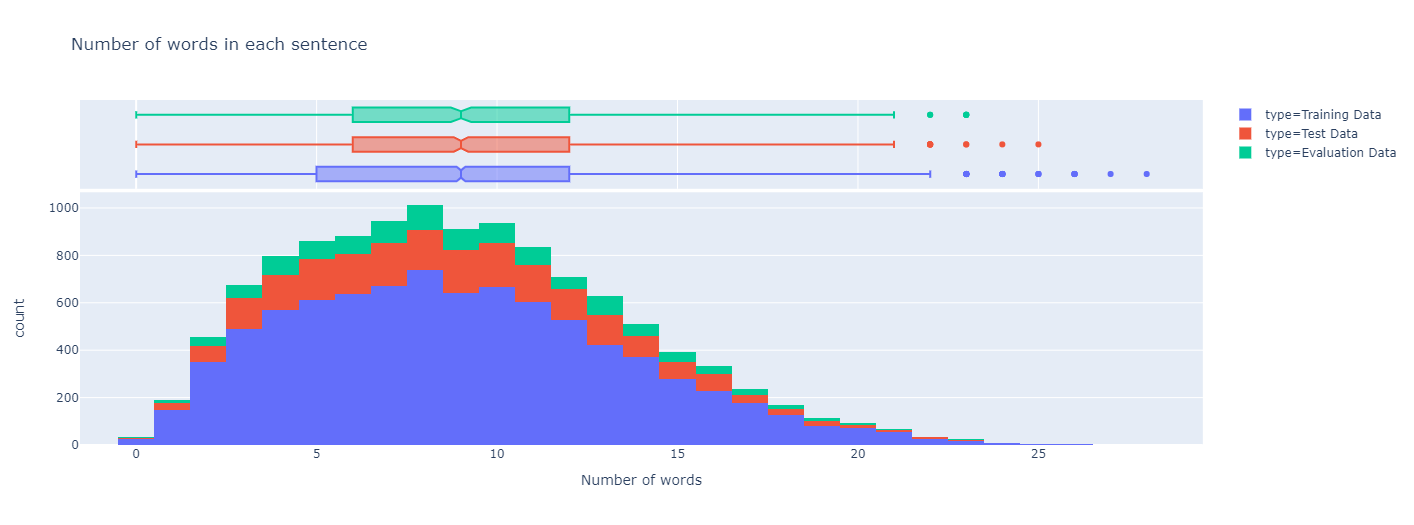 Number of words in each sentence
type=Training Data
type=Test Data
type=Evaluation Data
1000
800
600
400
200
0
count
0 5 10 15 20 25
Number of words